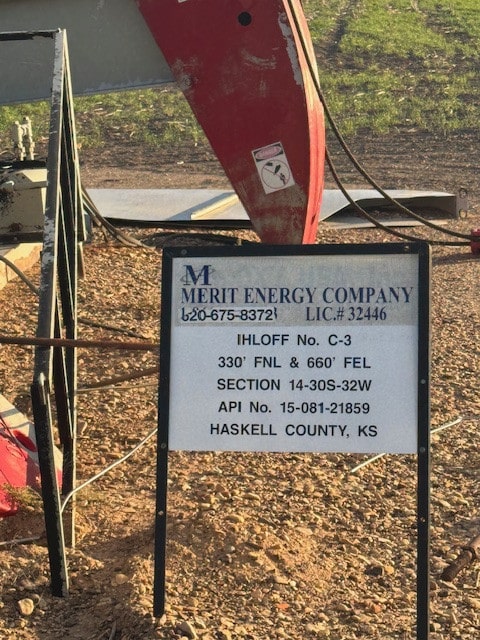 M
MERIT ENERGY COMPANY
620-675-8372 LIC.# 32446
IHLOFF No. C-3
330' FNL & 660' FEL
SECTION 14-30S-32W
API No. 15-081-21859
HASKELL COUNTY, KS